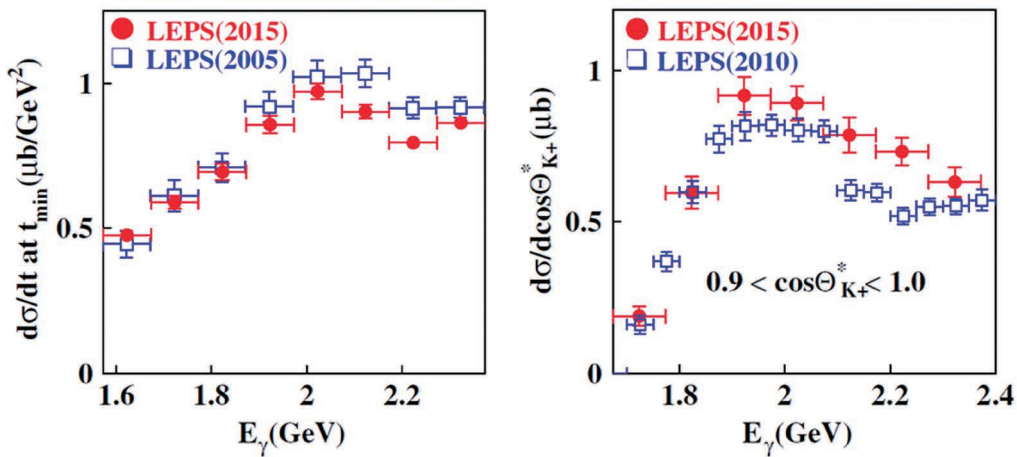 LEPS(2015)
LEPS(2005)
dσ/dt at t_min(μb/GeV²)
1
0.5
0
1.6 1.8 2 2.2
E_γ(GeV)
LEPS(2015)
LEPS(2010)
dσ/dcosΘ*_K+(μb)
1
0.5
0
0.9 < cosΘ*_K+ < 1.0
1.8 2 2.2 2.4
E_γ(GeV)